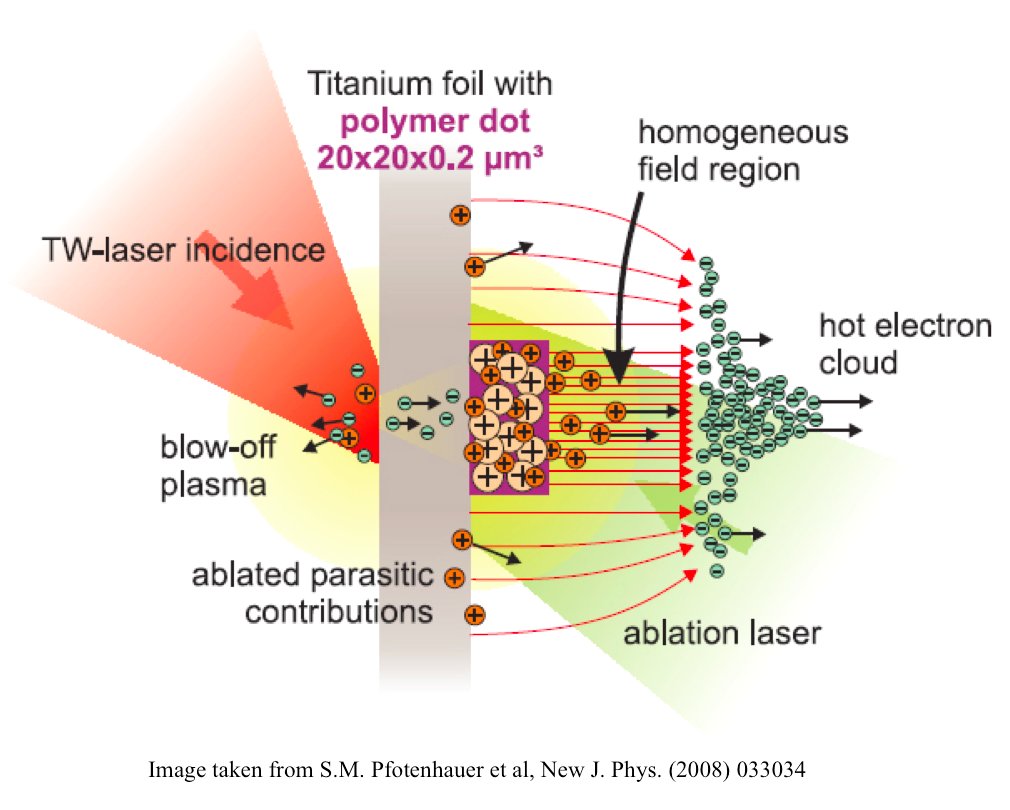 Titanium foil with
polymer dot
20x20x0.2 µm³
homogeneous
field region
TW-laser incidence
hot electron
cloud
blow-off
plasma
ablated parasitic
contributions
ablation laser
Image taken from S.M. Pfotenhauer et al, New J. Phys. (2008) 033034